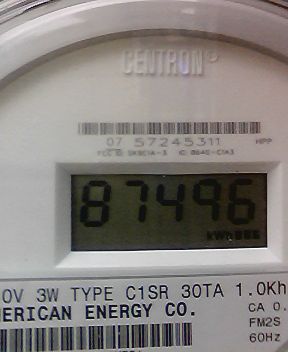 CENTRON®
07 57245311 HPP
87496
kWh
0V 3W TYPE C1SR 30TA 1.0Kh
ERICAN ENERGY CO. CA 0.
FM2S
60Hz